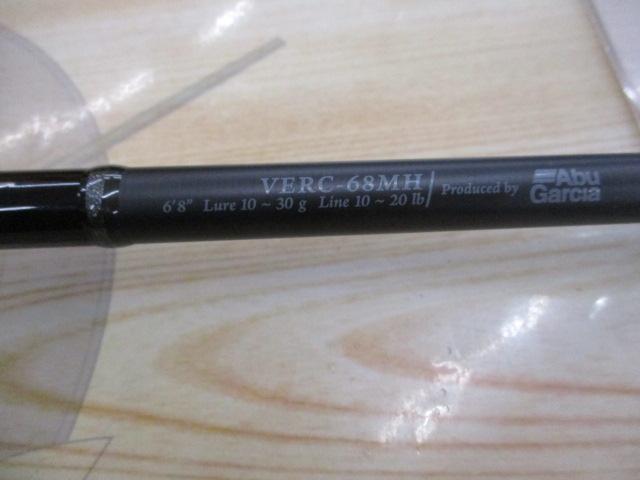 VERC-68MH
6'8" Lure 10 ~ 30 g Line 10 ~ 20 lb
Produced by
Abu
Garcia